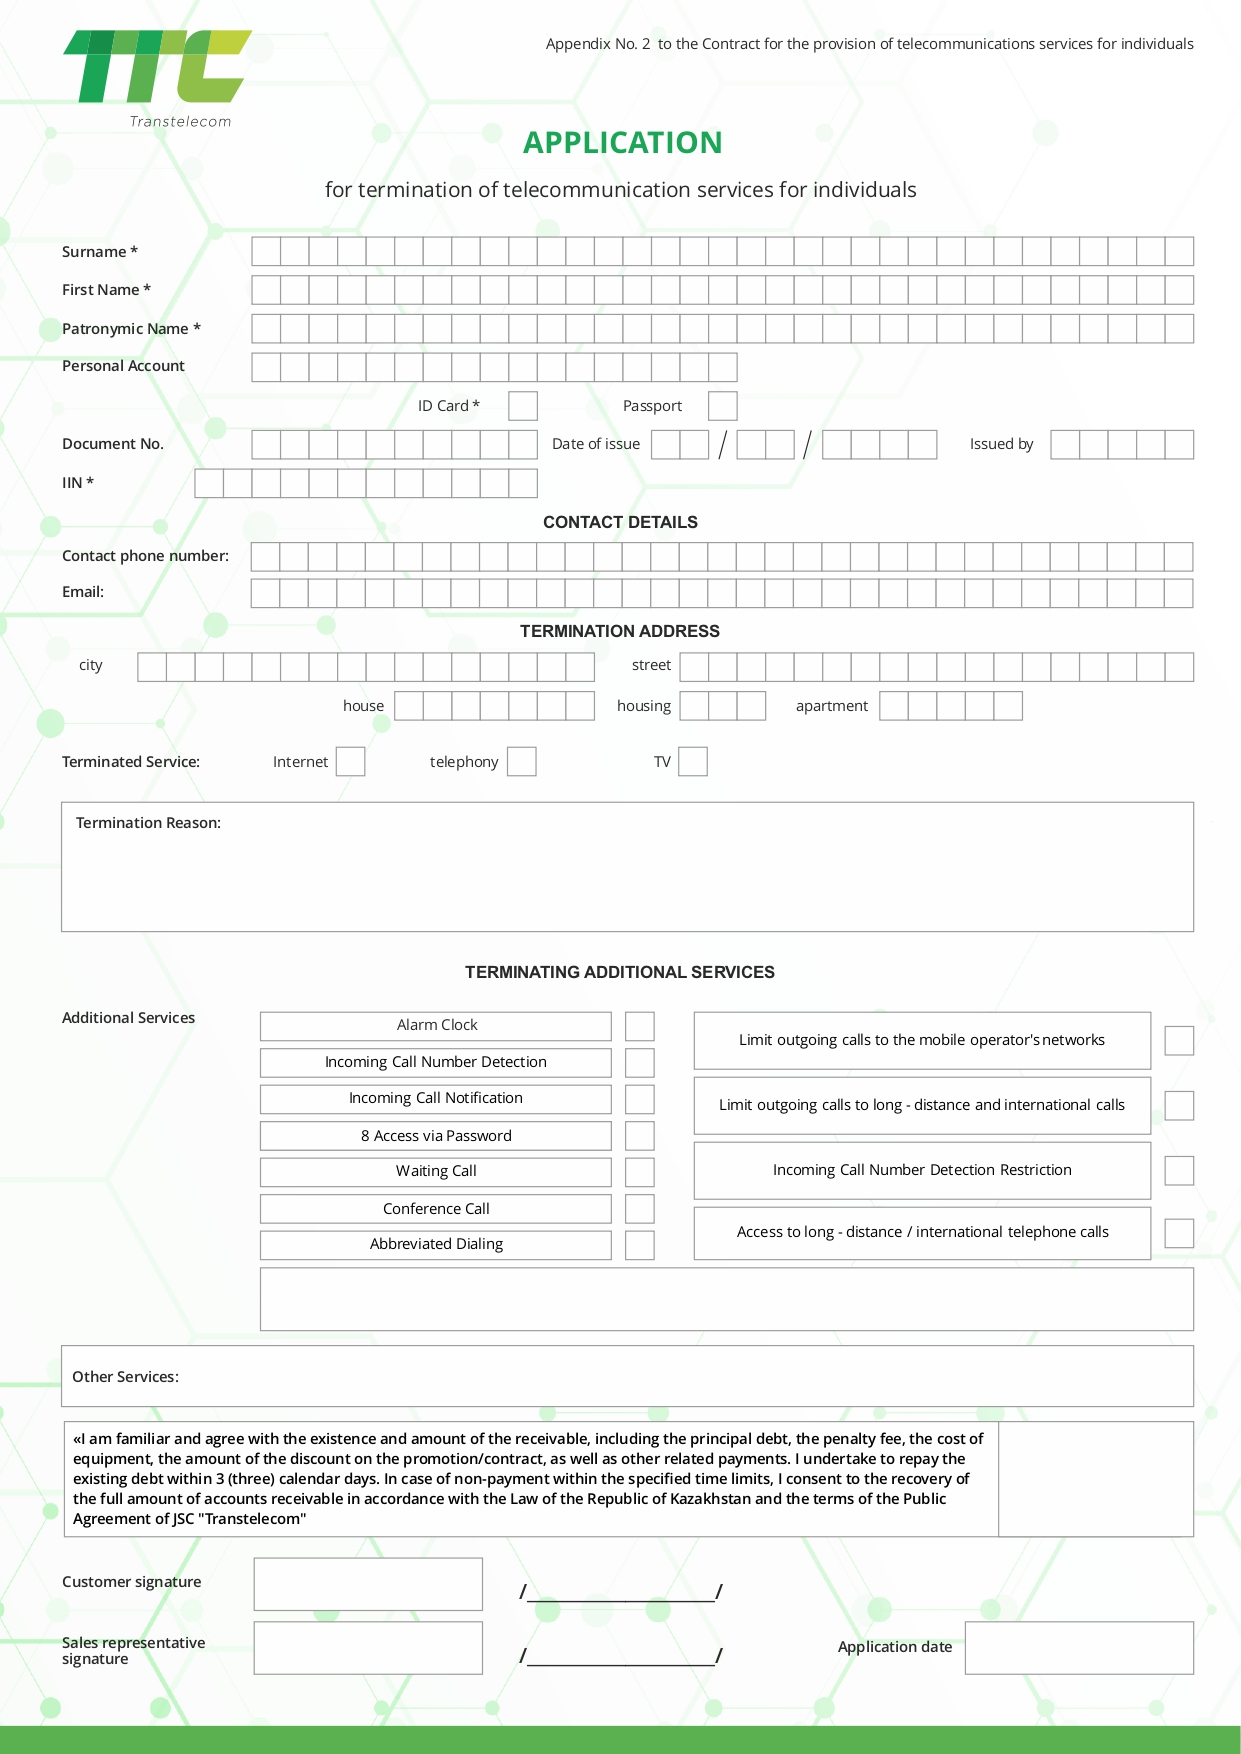 TTC
Transtelecom
Appendix No. 2 to the Contract for the provision of telecommunications services for individuals
APPLICATION
for termination of telecommunication services for individuals
Surname *
First Name *
Patronymic Name *
Personal Account
ID Card * Passport
Document No. Date of issue / / Issued by
IIN *
CONTACT DETAILS
Contact phone number:
Email:
TERMINATION ADDRESS
city street
house housing apartment
Terminated Service: Internet telephony TV
Termination Reason:
TERMINATING ADDITIONAL SERVICES
Additional Services
Alarm Clock
Incoming Call Number Detection
Incoming Call Notification
8 Access via Password
Waiting Call
Conference Call
Abbreviated Dialing
Limit outgoing calls to the mobile operator's networks
Limit outgoing calls to long - distance and international calls
Incoming Call Number Detection Restriction
Access to long - distance / international telephone calls
Other Services:
«I am familiar and agree with the existence and amount of the receivable, including the principal debt, the penalty fee, the cost of
equipment, the amount of the discount on the promotion/contract, as well as other related payments. I undertake to repay the
existing debt within 3 (three) calendar days. In case of non-payment within the specified time limits, I consent to the recovery of
the full amount of accounts receivable in accordance with the Law of the Republic of Kazakhstan and the terms of the Public
Agreement of JSC "Transtelecom"
Customer signature /____________________/
Sales representative
signature /____________________/ Application date